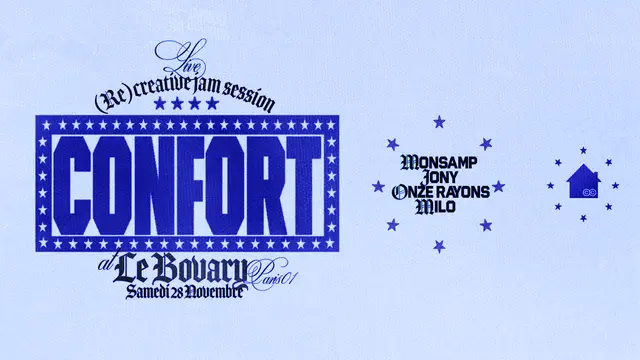 Live
(Re)creative jam session
CONFORT
at Le Bovary Paris 01
Samedi 28 Novembre
MONSAMP
JONY
ONZE RAYONS
MILO